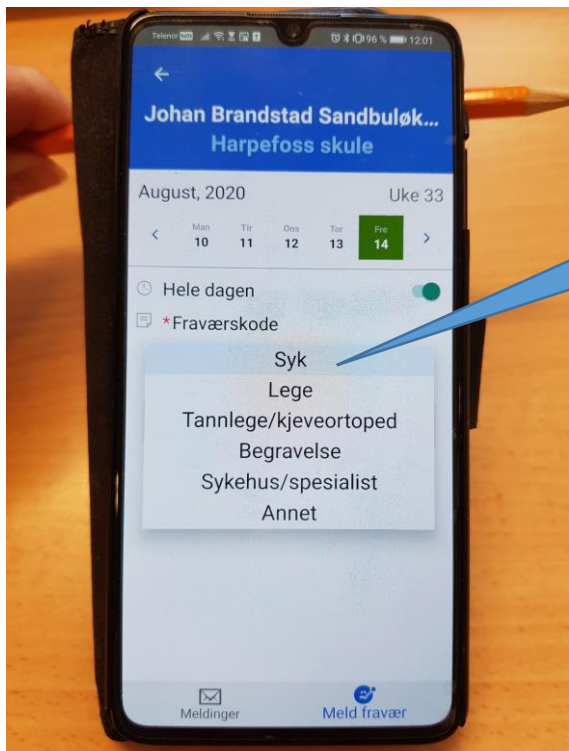 Telenor
96 %
12:01
Johan Brandstad Sandbuløk...
Harpefoss skule
August, 2020
Uke 33
Man Tir Ons Tor Fre
10 11 12 13 14
Hele dagen
*Fraværskode
Syk
Lege
Tannlege/kjeveortoped
Begravelse
Sykehus/spesialist
Annet
Meldinger
Meld fravær